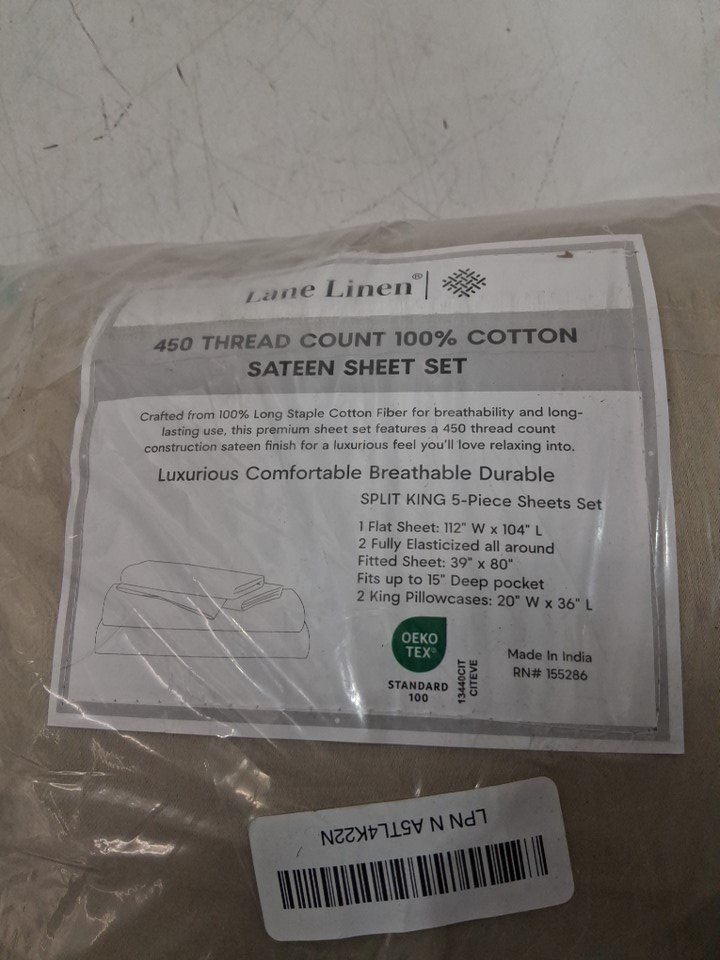 Lane Linen®
450 THREAD COUNT 100% COTTON
SATEEN SHEET SET
Crafted from 100% Long Staple Cotton Fiber for breathability and long-
lasting use, this premium sheet set features a 450 thread count
construction sateen finish for a luxurious feel you'll love relaxing into.
Luxurious Comfortable Breathable Durable
SPLIT KING 5-Piece Sheets Set
1 Flat Sheet: 112" W x 104" L
2 Fully Elasticized all around
Fitted Sheet: 39" x 80"
Fits up to 15" Deep pocket
2 King Pillowcases: 20" W x 36" L
OEKO
TEX®
STANDARD
100
13440CIT
CITEVE
Made In India
RN# 155286
LPN N A5TL4K22N